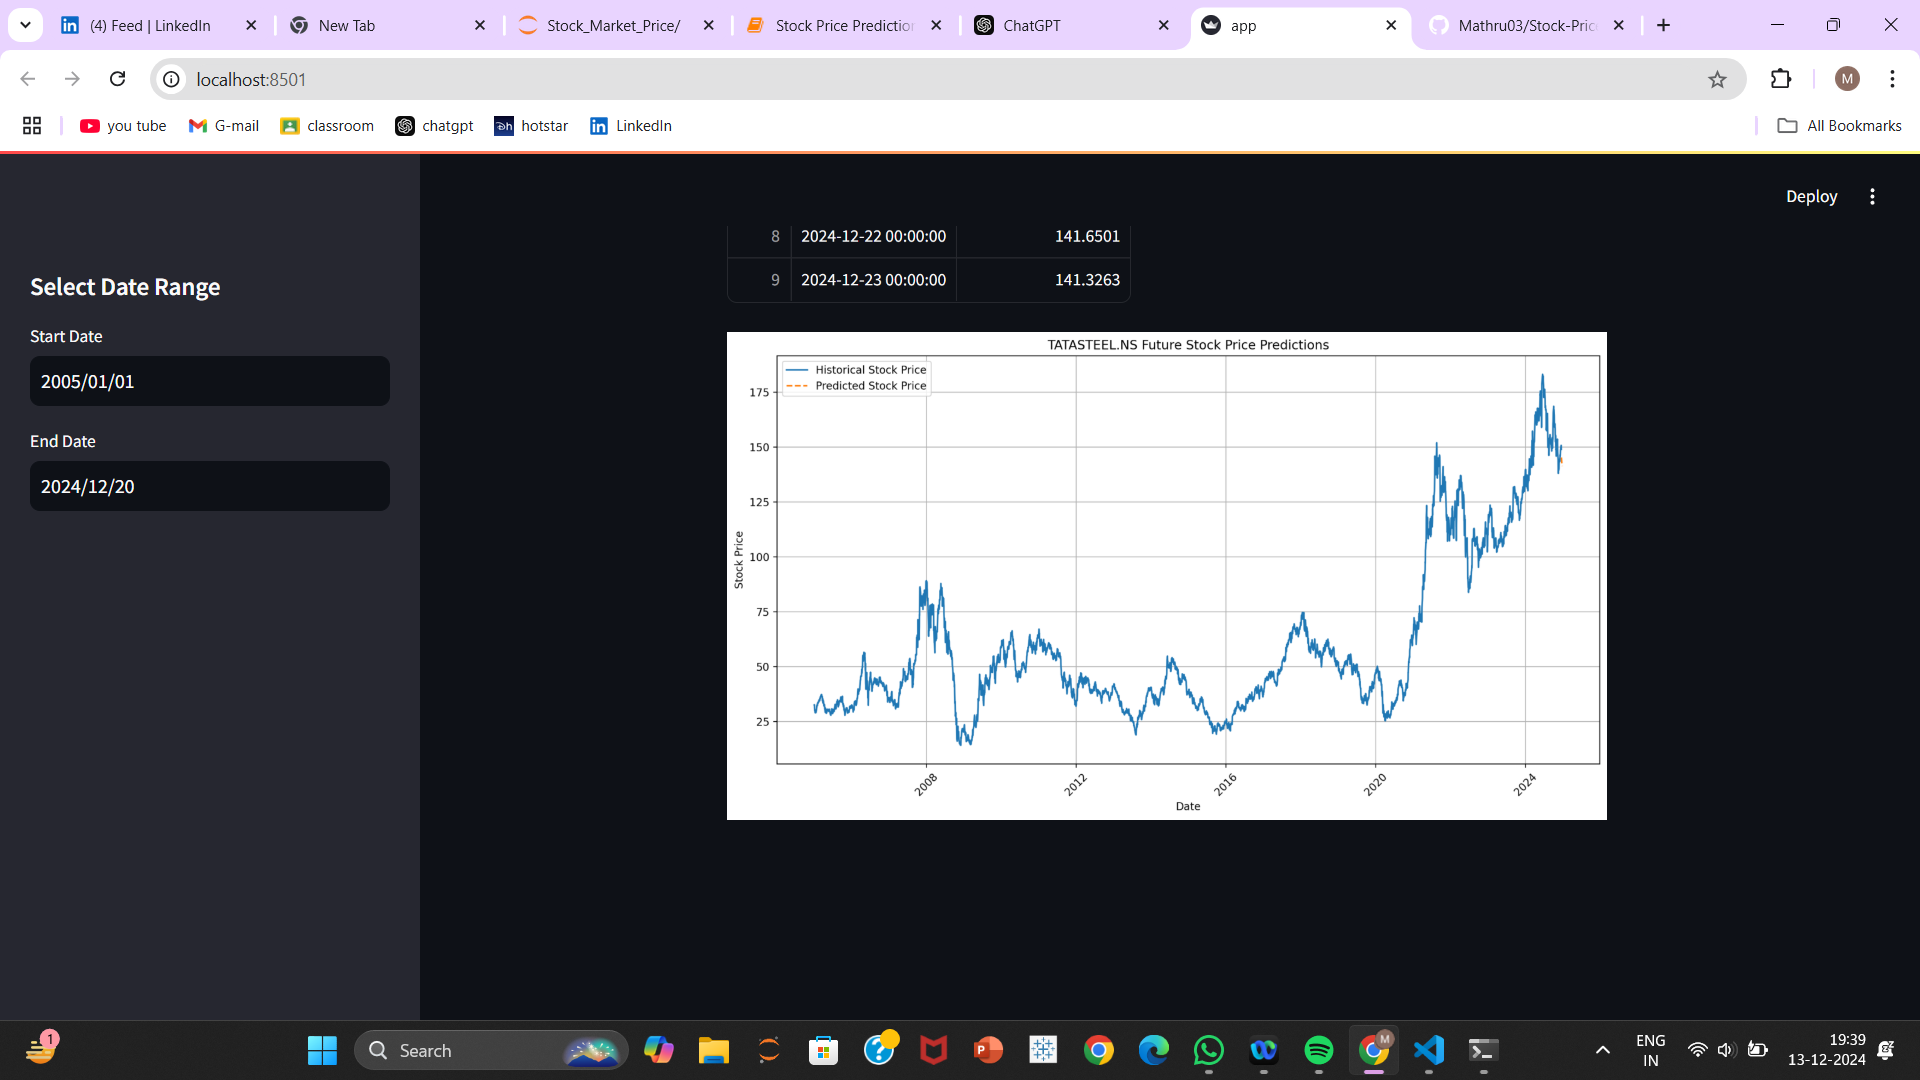 (4) Feed | LinkedIn
New Tab
Stock_Market_Price/
Stock Price Prediction
ChatGPT
app
Mathru03/Stock-Price
localhost:8501
M
you tube
G-mail
classroom
chatgpt
hotstar
LinkedIn
All Bookmarks
Deploy
8 2024-12-22 00:00:00 141.6501
9 2024-12-23 00:00:00 141.3263
Select Date Range
Start Date
2005/01/01
End Date
2024/12/20
TATASTEEL.NS Future Stock Price Predictions
Historical Stock Price
Predicted Stock Price
175
150
125
100
75
50
25
Stock Price
2008
2012
2016
2020
2024
Date
1
Search
M
ENG
IN
19:39
13-12-2024